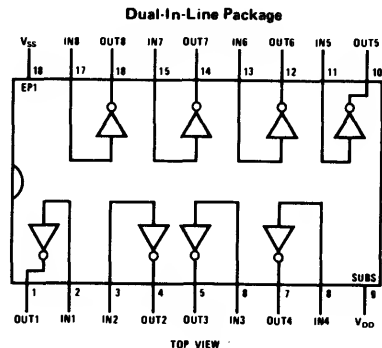 Dual-In-Line Package
VSS IN8 OUT8 IN7 OUT7 IN6 OUT6 IN5 OUT5
18 17 16 15 14 13 12 11 10
EP1
SUBS
1 2 3 4 5 6 7 8 9
OUT1 IN1 IN2 OUT2 OUT3 IN3 OUT4 IN4 VDD
TOP VIEW